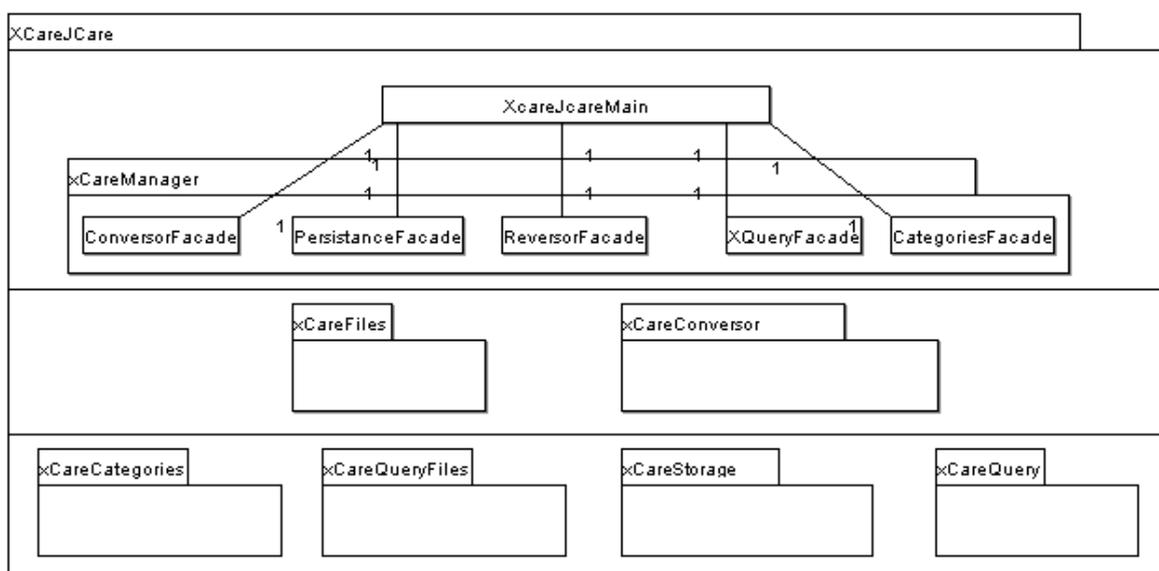 XCareJCare
XcareJcareMain
1 1 1 1 1
xCareManager
1 1 1
ConversorFacade 1 PersistanceFacade ReversorFacade XQueryFacade 1 CategoriesFacade
xCareFiles xCareConversor
xCareCategories xCareQueryFiles xCareStorage xCareQuery